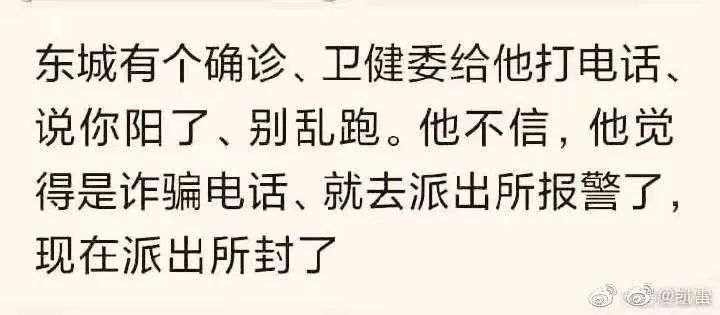 东城有个确诊、卫健委给他打电话、
说你阳了、别乱跑。他不信，他觉
得是诈骗电话、就去派出所报警了，
现在派出所封了